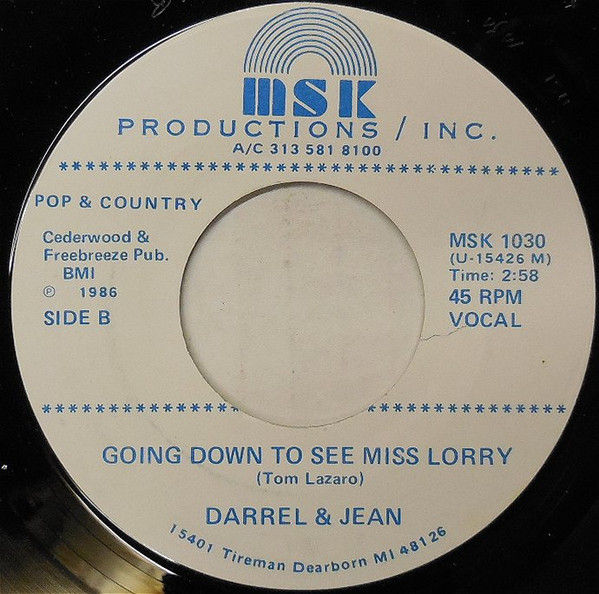 MSK
PRODUCTIONS / INC.
A/C 313 581 8100
****************************************************
POP & COUNTRY
Cederwood &
Freebreeze Pub.
BMI
℗ 1986
SIDE B
MSK 1030
(U-15426 M)
Time: 2:58
45 RPM
VOCAL
****************************************************
GOING DOWN TO SEE MISS LORRY
(Tom Lazaro)
DARREL & JEAN
15401 Tireman Dearborn MI 48126